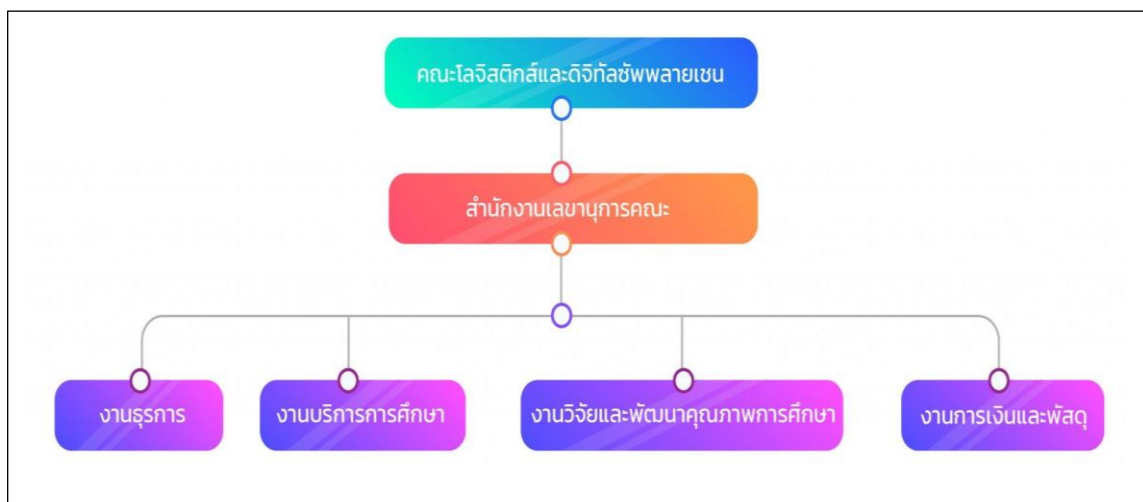 คณะโลจิสติกส์และดิจิทัลซัพพลายเชน
สำนักงานเลขานุการคณะ
งานธุรการ
งานบริการการศึกษา
งานวิจัยและพัฒนาคุณภาพการศึกษา
งานการเงินและพัสดุ